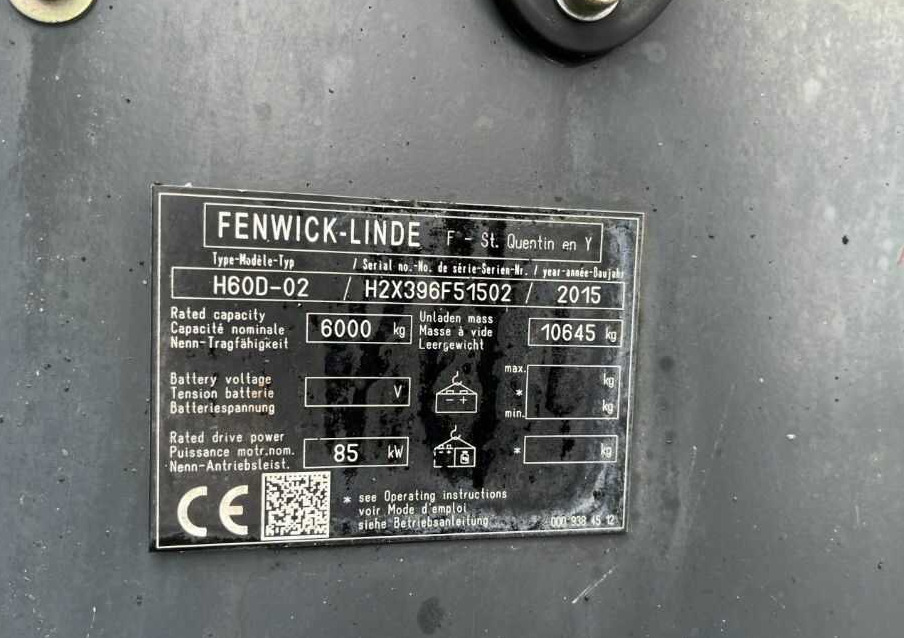 FENWICK-LINDE F - St. Quentin en Y
Type-Modèle-Typ / Serial no.-No. de série-Serien-Nr. / year-année-Baujahr
H60D-02 / H2X396F51502 / 2015
Rated capacity
Capacité nominale
Nenn-Tragfähigkeit
6000 kg
Unladen mass
Masse à vide
Leergewicht
10645 kg
Battery voltage
Tension batterie
Batteriespannung
V
- +
max. kg
*
min. kg
Rated drive power
Puissance motr.nom.
Nenn-Antriebsleist.
85 kW
* kg
CE
* see Operating instructions
voir Mode d'emploi
siehe Betriebsanleitung
000 938 45 12